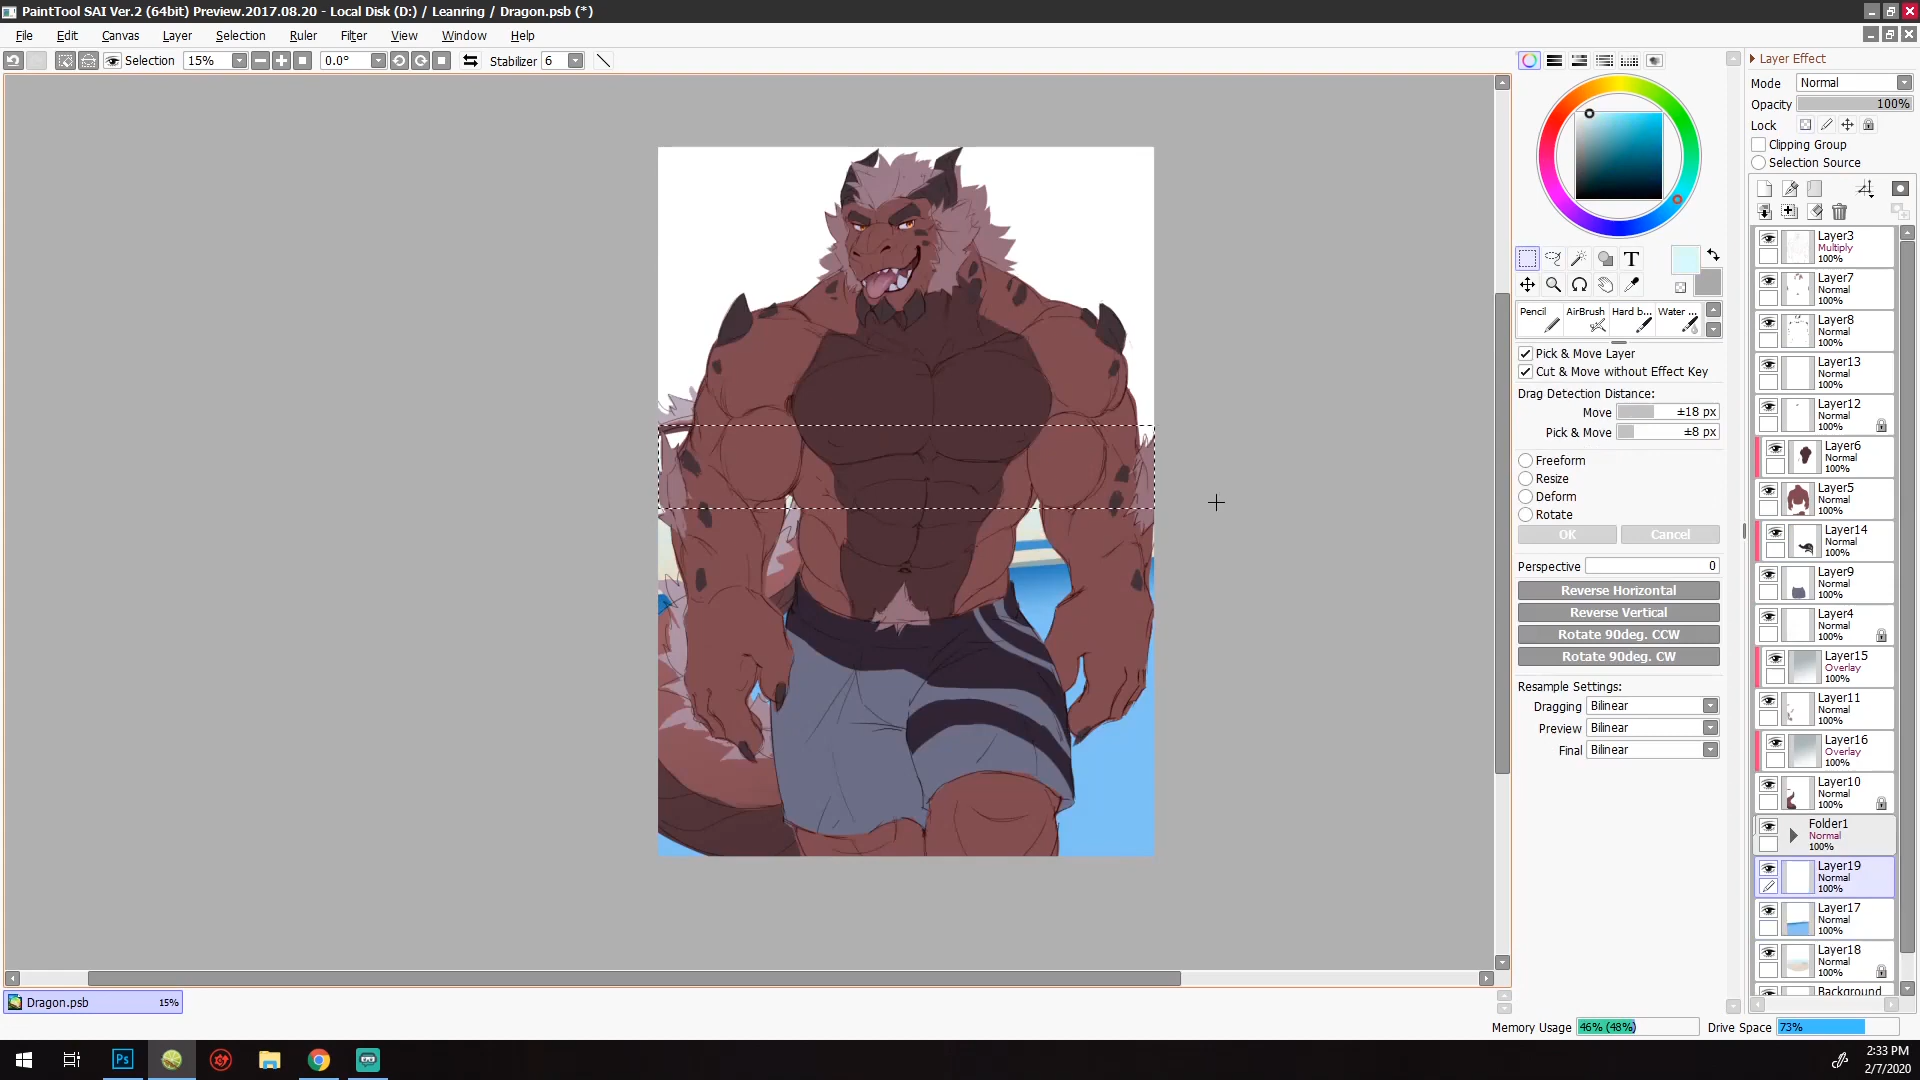 PaintTool SAI Ver.2 (64bit) Preview.2017.08.20 - Local Disk (D:) / Leanring / Dragon.psb (*)
File Edit Canvas Layer Selection Ruler Filter View Window Help
Selection 15% 0.0° Stabilizer 6
Layer Effect
Mode Normal
Opacity 100%
Lock
Clipping Group
Selection Source
T
Pencil AirBrush Hard b... Water ...
Pick & Move Layer
Cut & Move without Effect Key
Drag Detection Distance:
Move ±18 px
Pick & Move ±8 px
Freeform
Resize
Deform
Rotate
OK Cancel
Perspective 0
Reverse Horizontal
Reverse Vertical
Rotate 90deg. CCW
Rotate 90deg. CW
Resample Settings:
Dragging Bilinear
Preview Bilinear
Final Bilinear
Layer3
Multiply
100%
Layer7
Normal
100%
Layer8
Normal
100%
Layer13
Normal
100%
Layer12
Normal
100%
Layer6
Normal
100%
Layer5
Normal
100%
Layer14
Normal
100%
Layer9
Normal
100%
Layer4
Normal
100%
Layer15
Overlay
100%
Layer11
Normal
100%
Layer16
Overlay
100%
Layer10
Normal
100%
Folder1
Normal
100%
Layer19
Normal
100%
Layer17
Normal
100%
Layer18
Normal
100%
Background
Dragon.psb 15%
Memory Usage 46% (48%) Drive Space 73%
Ps
2:33 PM
2/7/2020